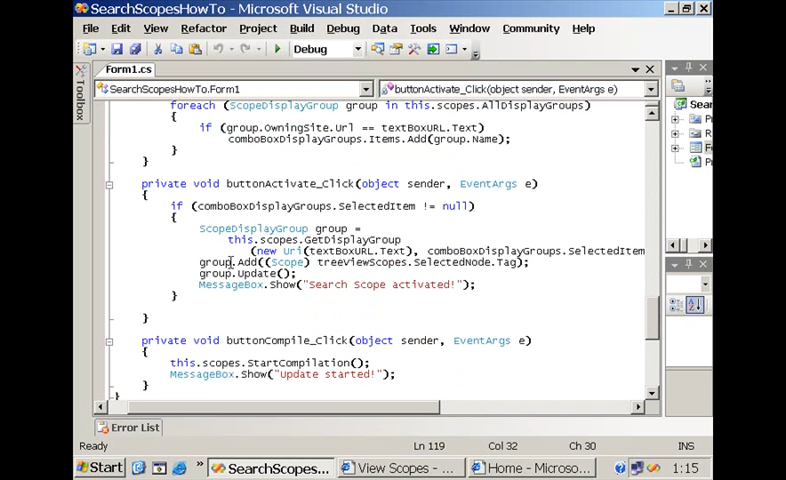 SearchScopesHowTo - Microsoft Visual Studio
File Edit View Refactor Project Build Debug Data Tools Window Community Help
Debug
Form1.cs
SearchScopesHowTo.Form1 buttonActivate_Click(object sender, EventArgs e)
Toolbox
foreach (ScopeDisplayGroup group in this.scopes.AllDisplayGroups)
{
if (group.OwningSite.Url == textBoxURL.Text)
comboBoxDisplayGroups.Items.Add(group.Name);
}
}
private void buttonActivate_Click(object sender, EventArgs e)
{
if (comboBoxDisplayGroups.SelectedItem != null)
{
ScopeDisplayGroup group =
this.scopes.GetDisplayGroup
(new Uri(textBoxURL.Text), comboBoxDisplayGroups.SelectedItem
group.Add((Scope) treeViewScopes.SelectedNode.Tag);
group.Update();
MessageBox.Show("Search Scope activated!");
}
}
private void buttonCompile_Click(object sender, EventArgs e)
{
this.scopes.StartCompilation();
MessageBox.Show("Update started!");
}
}
Sear
P
R
F
P
Error List
Ready Ln 119 Col 32 Ch 30 INS
Start SearchScopes... View Scopes - ... Home - Microso... 1:15